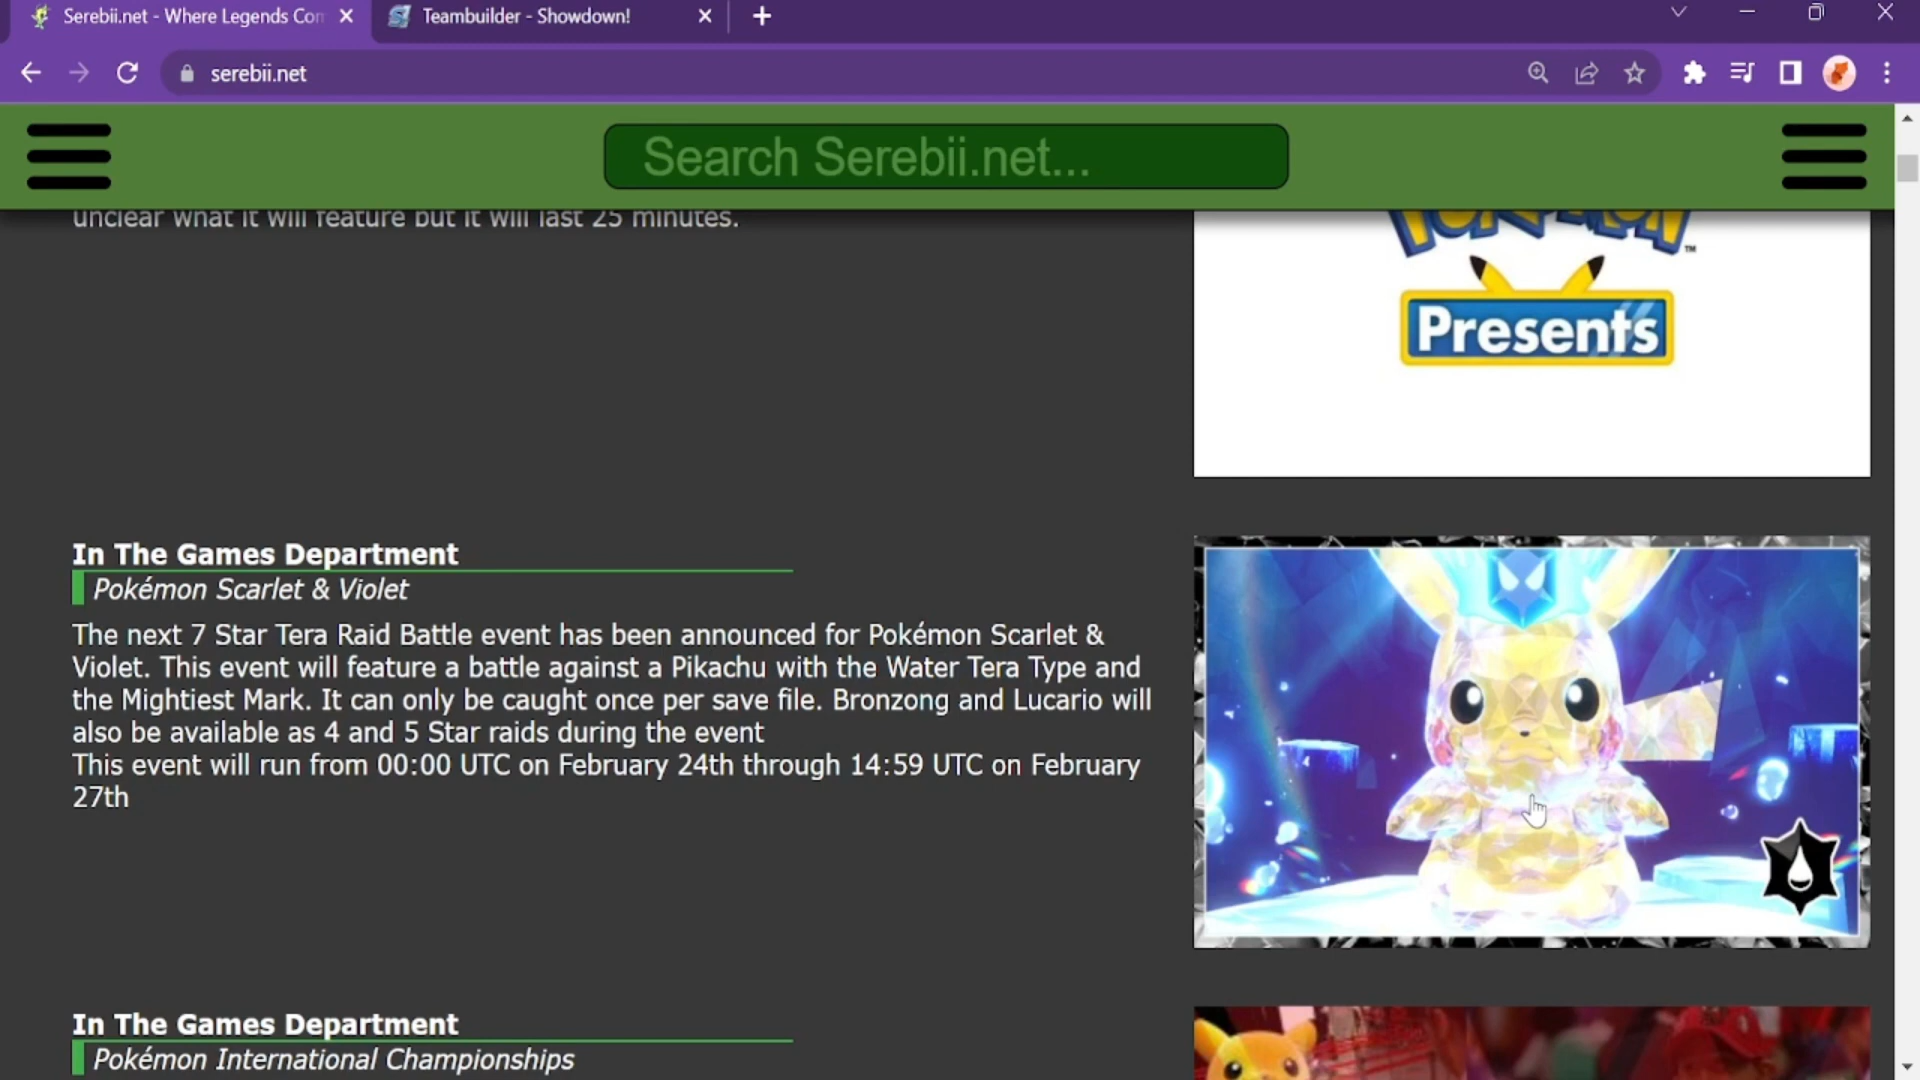 Serebii.net - Where Legends Com
Teambuilder - Showdown!
serebii.net
Search Serebii.net...
unclear what it will feature but it will last 25 minutes.
POKÉMON
TM
Presents
In The Games Department
Pokémon Scarlet & Violet
The next 7 Star Tera Raid Battle event has been announced for Pokémon Scarlet &
Violet. This event will feature a battle against a Pikachu with the Water Tera Type and
the Mightiest Mark. It can only be caught once per save file. Bronzong and Lucario will
also be available as 4 and 5 Star raids during the event
This event will run from 00:00 UTC on February 24th through 14:59 UTC on February
27th
In The Games Department
Pokémon International Championships